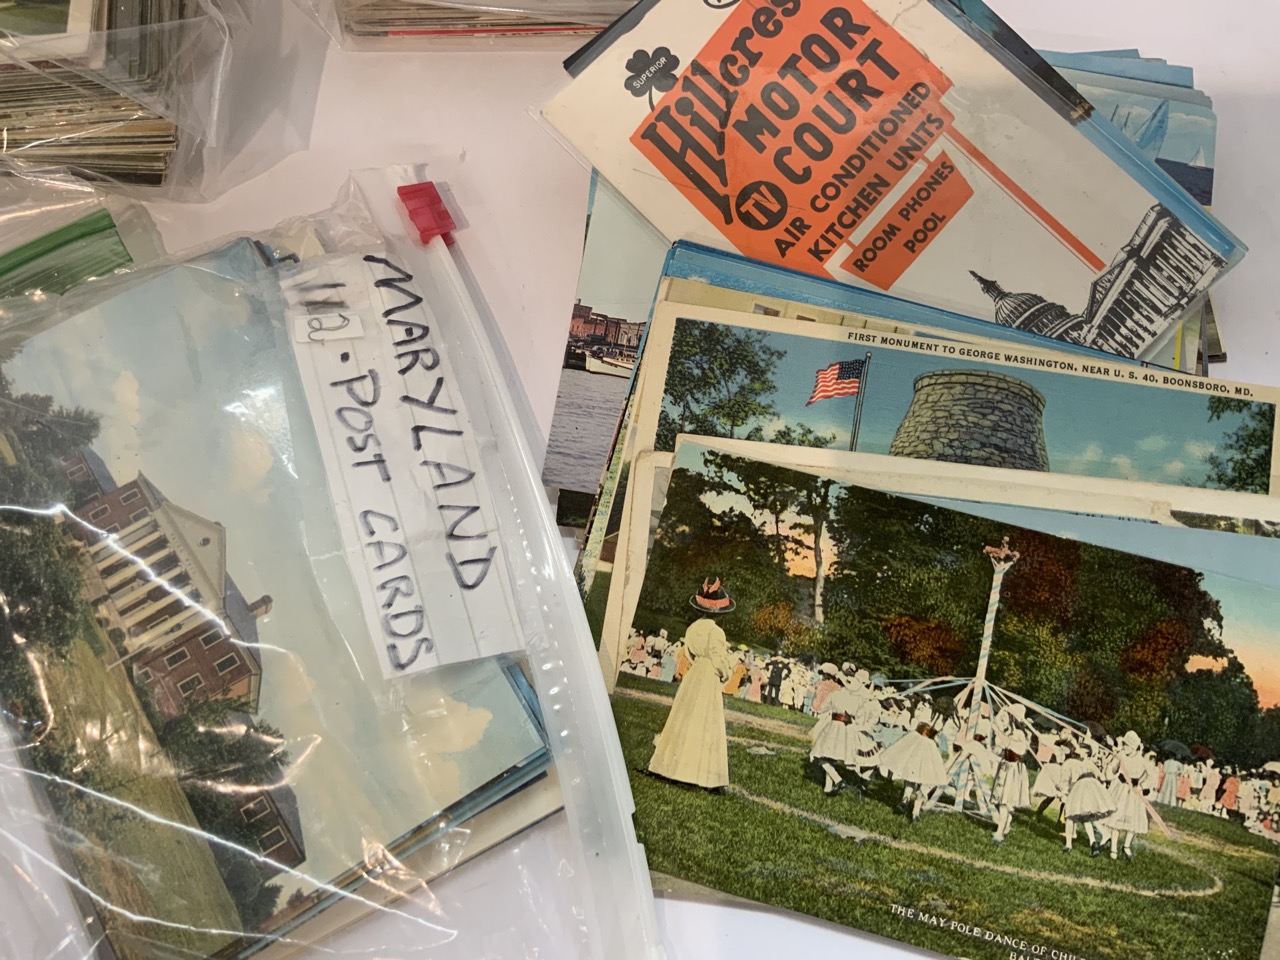 MARYLAND
112 • POST CARDS
SUPERIOR
MOTOR
COURT
TV
AIR CONDITIONED
KITCHEN UNITS
ROOM PHONES
POOL
FIRST MONUMENT TO GEORGE WASHINGTON, NEAR U. S. 40, BOONSBORO, MD.
THE MAY POLE DANCE OF